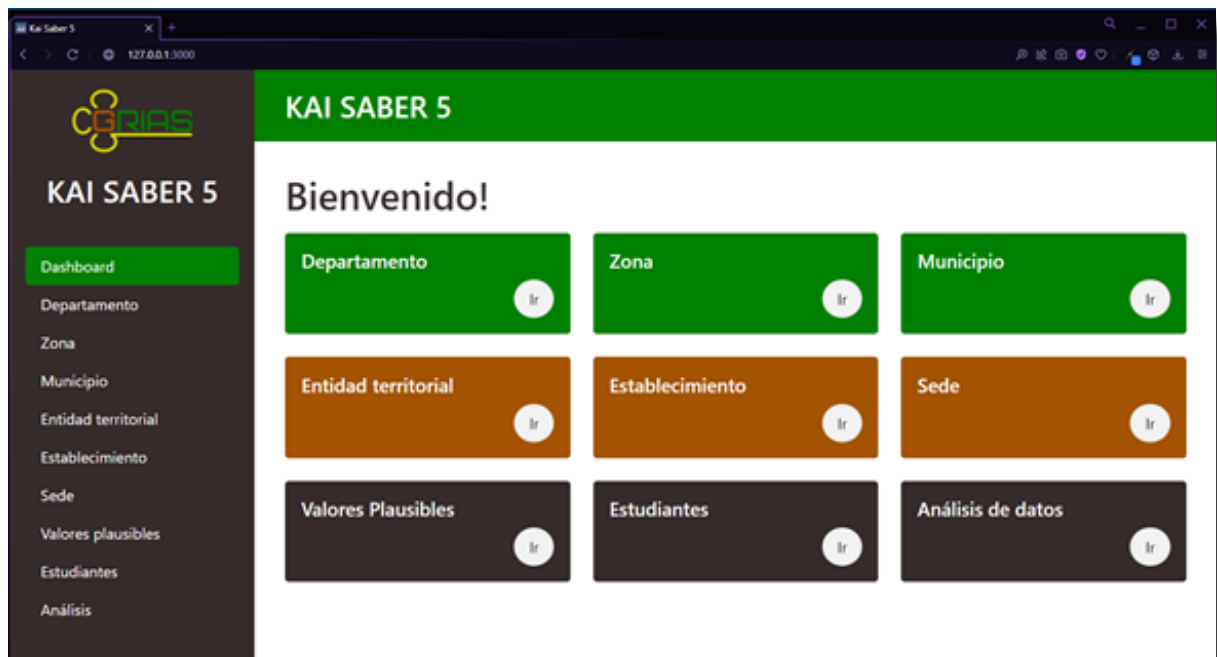 Kai Saber 5
127.0.0.1:3000
CGRIAS
KAI SABER 5
Dashboard
Departamento
Zona
Municipio
Entidad territorial
Establecimiento
Sede
Valores plausibles
Estudiantes
Análisis
KAI SABER 5
Bienvenido!
Departamento
Ir
Zona
Ir
Municipio
Ir
Entidad territorial
Ir
Establecimiento
Ir
Sede
Ir
Valores Plausibles
Ir
Estudiantes
Ir
Análisis de datos
Ir